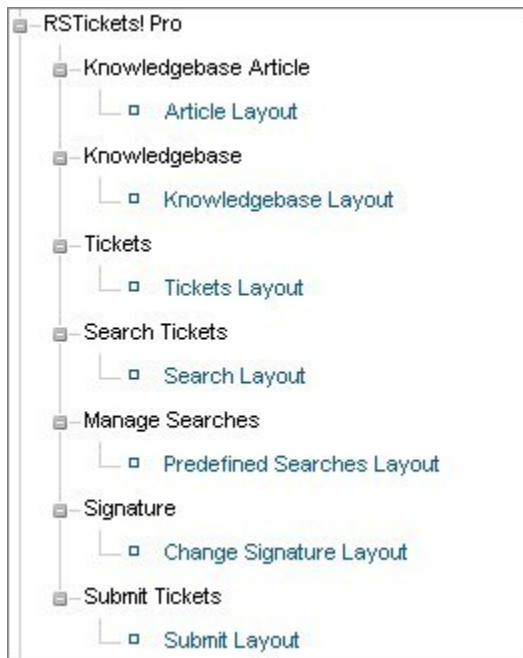 RSTickets! Pro
Knowledgebase Article
Article Layout
Knowledgebase
Knowledgebase Layout
Tickets
Tickets Layout
Search Tickets
Search Layout
Manage Searches
Predefined Searches Layout
Signature
Change Signature Layout
Submit Tickets
Submit Layout